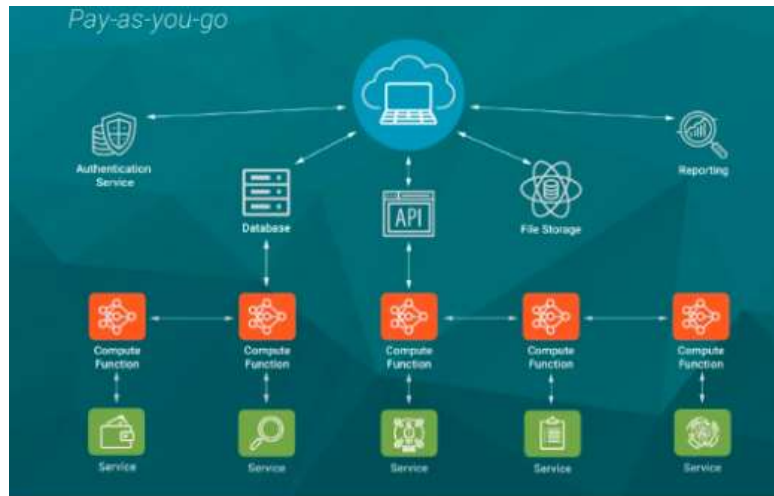 Pay-as-you-go
Authentication
Service
Reporting
Database
API
File Storage
Compute
Function
Compute
Function
Compute
Function
Compute
Function
Compute
Function
Service
Service
Service
Service
Service